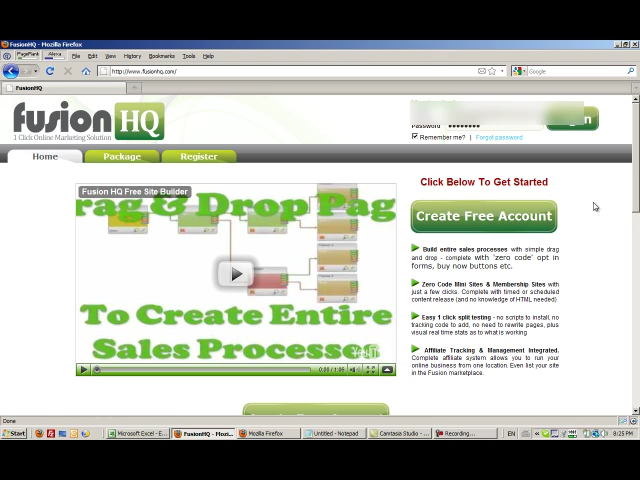 FusionHQ - Mozilla Firefox
PageRank Alexa File Edit View History Bookmarks Tools Help
http://www.fusionhq.com/
Google
FusionHQ
fusion HQ
1 Click Online Marketing Solution
Password
Remember me? | Forgot password
Home Package Register
Fusion HQ Free Site Builder
rag & Drop Pag
To Create Entire
Sales Processe
0:00 / 1:06
Click Below To Get Started
Create Free Account
Build entire sales processes with simple drag
and drop - complete with 'zero code' opt in
forms, buy now buttons etc.
Zero Code Mini Sites & Membership Sites with
just a few clicks. Complete with timed or scheduled
content release (and no knowledge of HTML needed)
Easy 1 click split testing - no scripts to install, no
tracking code to add, no need to rewrite pages, plus
visual real time stats as to what is working
Affiliate Tracking & Management Integrated.
Complete affiliate system allows you to run your
online business from one location. Even list your site
in the Fusion marketplace.
Done
Start Microsoft Excel - E... FusionHQ - Mozi... Mozilla Firefox Untitled - Notepad Camtasia Studio - ... Recording... EN 8:25 PM